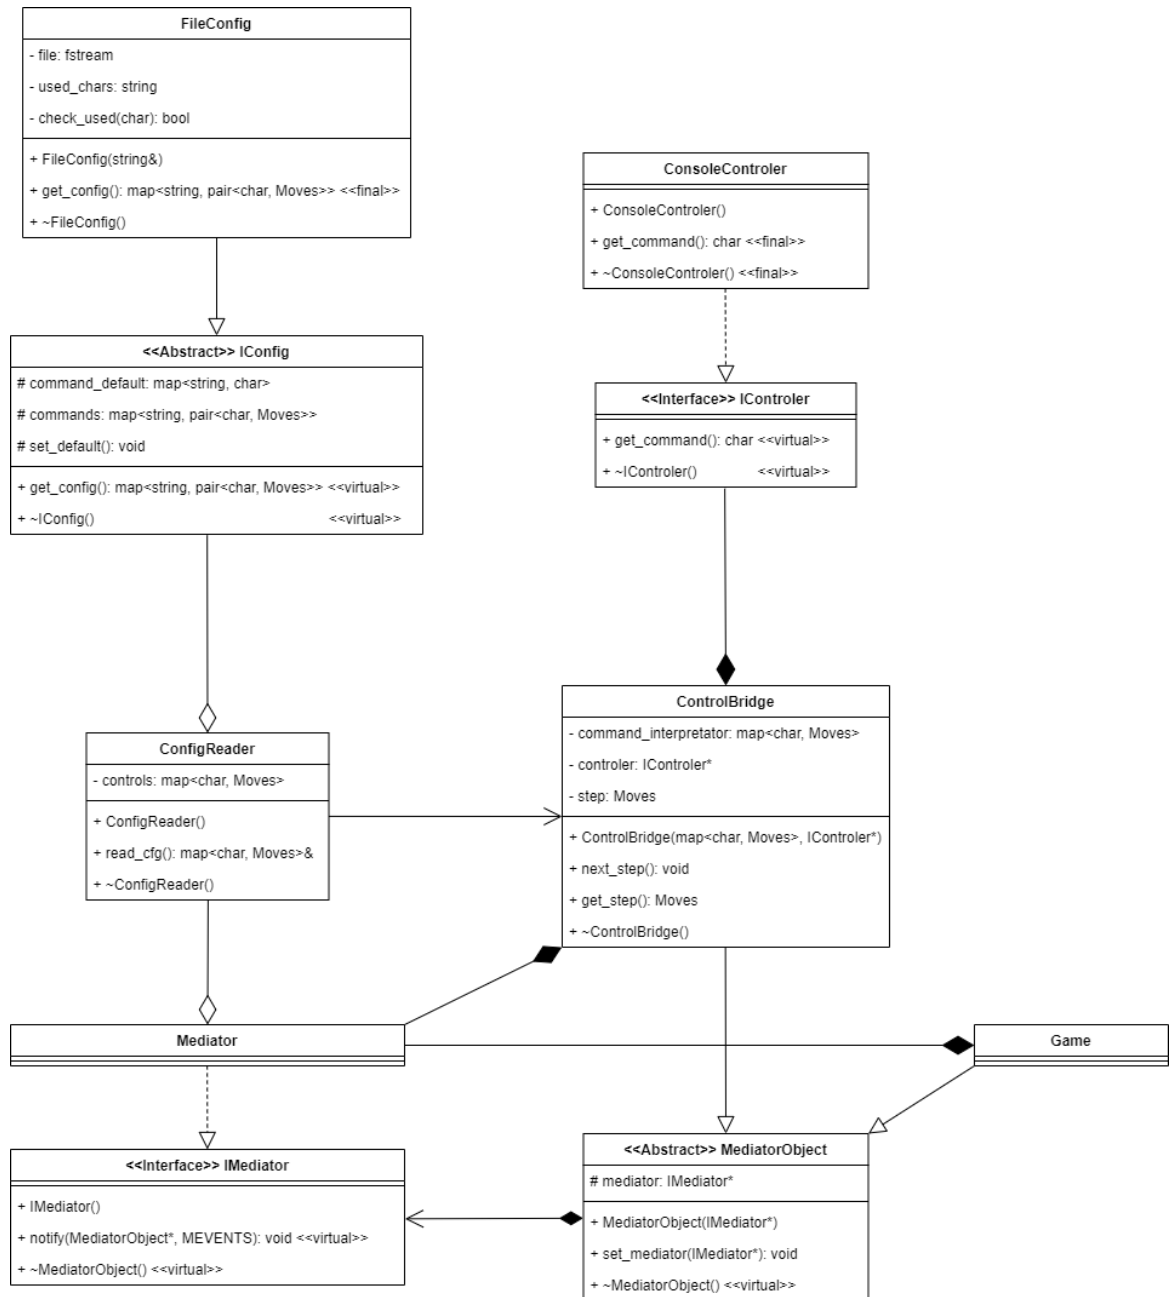 FileConfig
- file: fstream
- used_chars: string
- check_used(char): bool
+ FileConfig(string&)
+ get_config(): map<string, pair<char, Moves>> <<final>>
+ ~FileConfig()
ConsoleControler
+ ConsoleControler()
+ get_command(): char <<final>>
+ ~ConsoleControler() <<final>>
<<Abstract>> IConfig
# command_default: map<string, char>
# commands: map<string, pair<char, Moves>>
# set_default(): void
+ get_config(): map<string, pair<char, Moves>> <<virtual>>
+ ~IConfig() <<virtual>>
<<Interface>> IControler
+ get_command(): char <<virtual>>
+ ~IControler() <<virtual>>
ConfigReader
- controls: map<char, Moves>
+ ConfigReader()
+ read_cfg(): map<char, Moves>&
+ ~ConfigReader()
ControlBridge
- command_interpretator: map<char, Moves>
- controler: IControler*
- step: Moves
+ ControlBridge(map<char, Moves>, IControler*)
+ next_step(): void
+ get_step(): Moves
+ ~ControlBridge()
Mediator
Game
<<Interface>> IMediator
+ IMediator()
+ notify(MediatorObject*, MEVENTS): void <<virtual>>
+ ~MediatorObject() <<virtual>>
<<Abstract>> MediatorObject
# mediator: IMediator*
+ MediatorObject(IMediator*)
+ set_mediator(IMediator*): void
+ ~MediatorObject() <<virtual>>